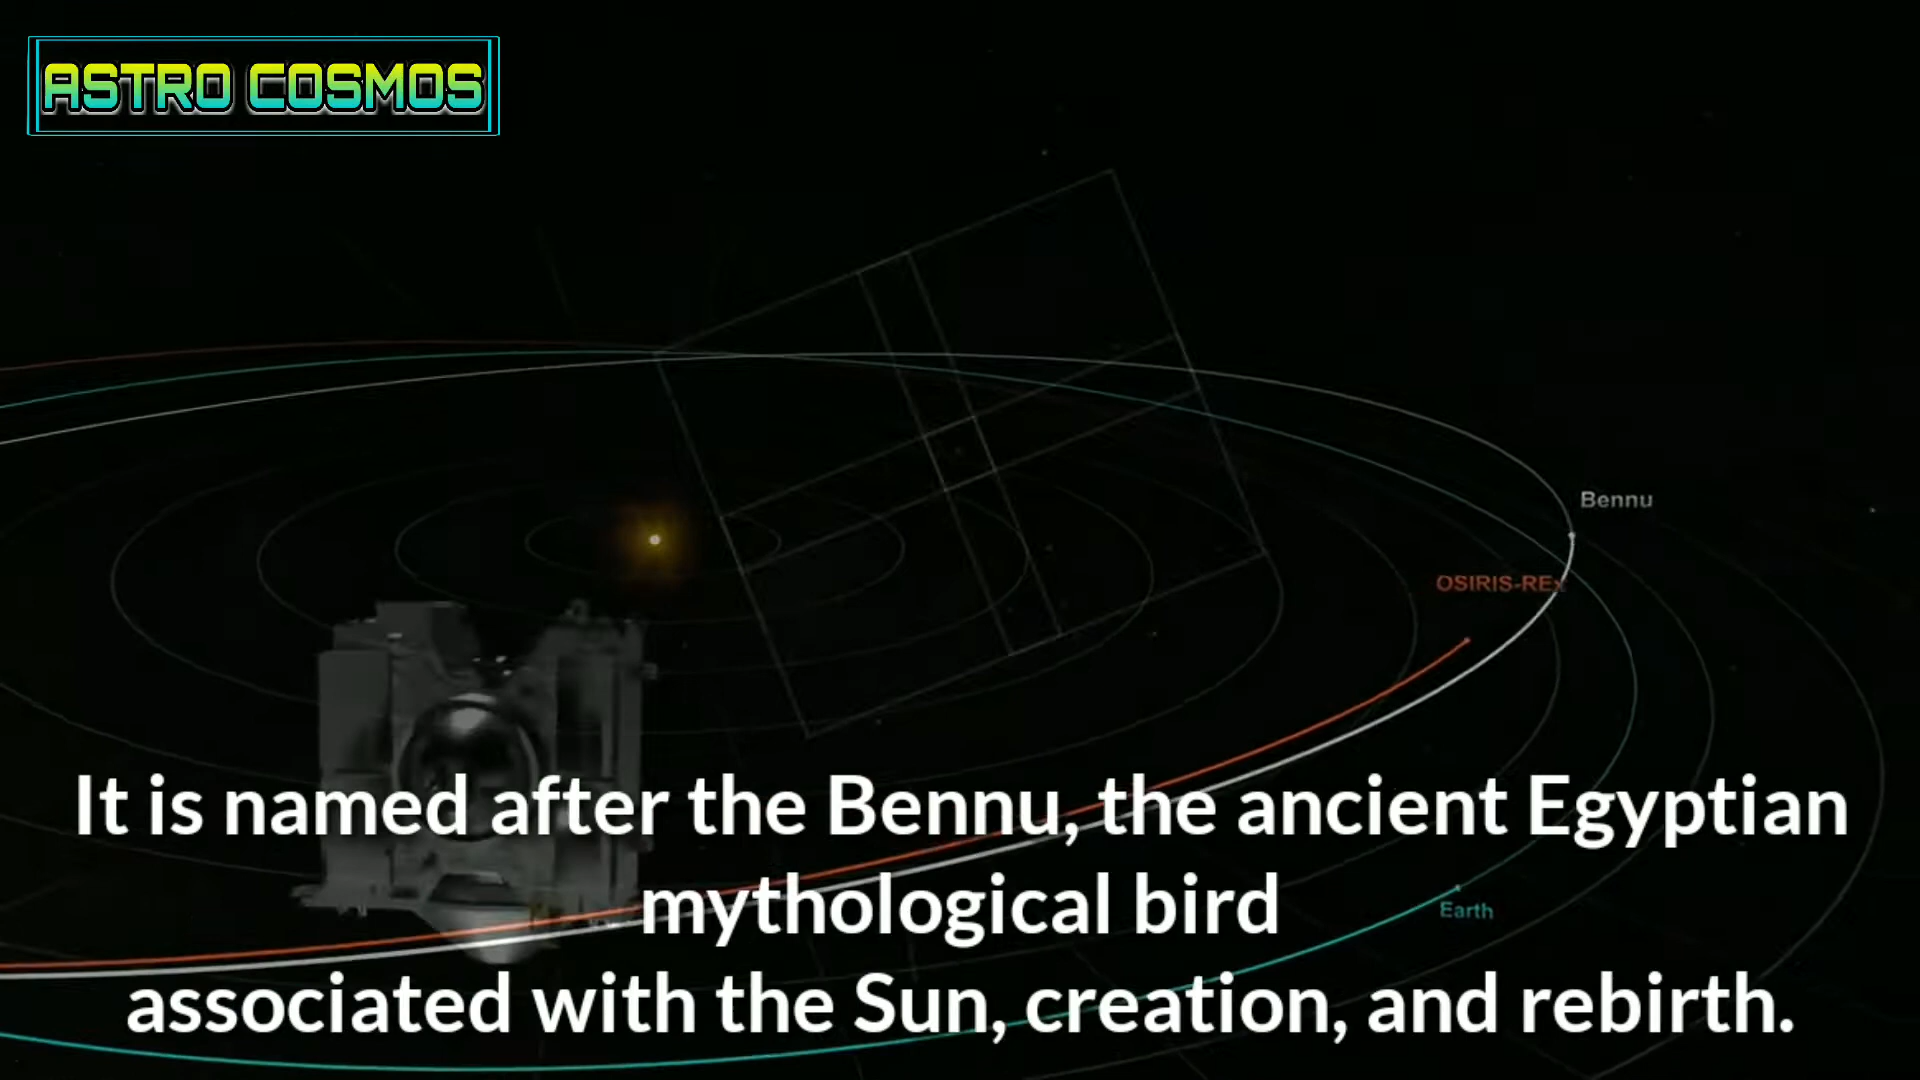 ASTRO COSMOS
Bennu
OSIRIS-REx
It is named after the Bennu, the ancient Egyptian
mythological bird
Earth
associated with the Sun, creation, and rebirth.